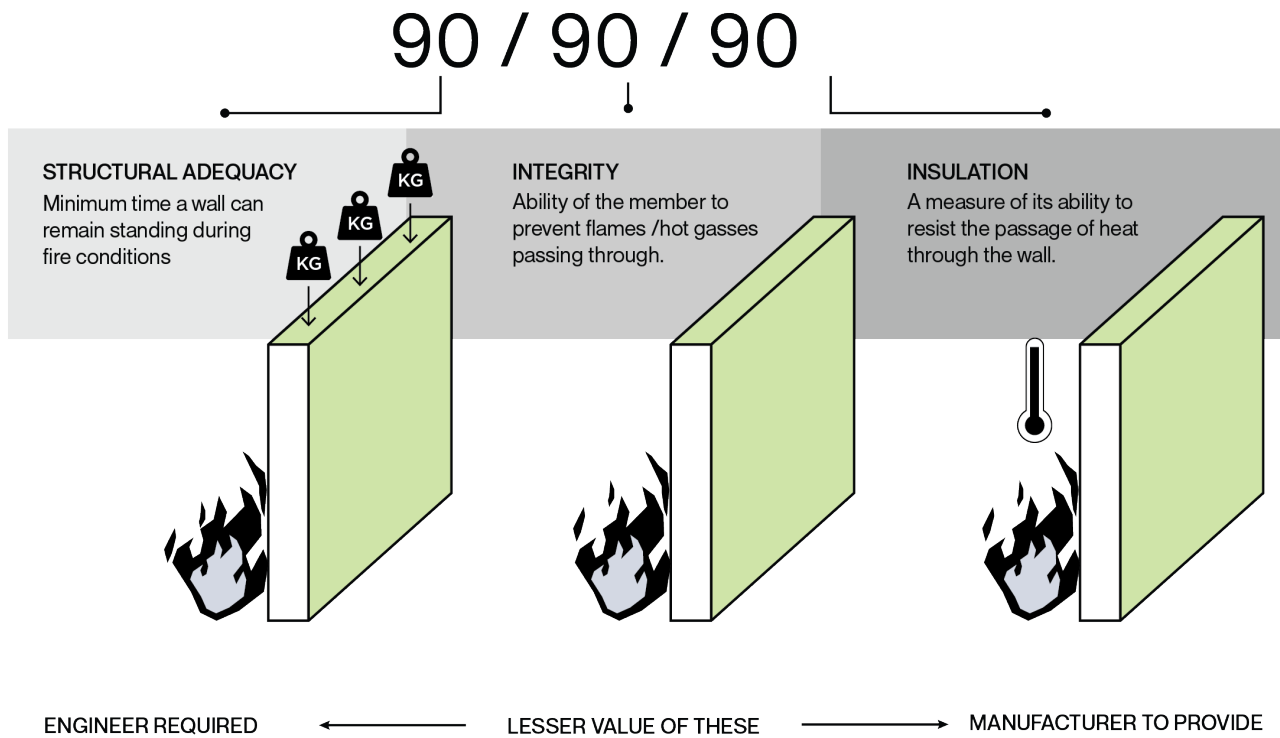 90 / 90 / 90
STRUCTURAL ADEQUACY
Minimum time a wall can
remain standing during
fire conditions
KG
KG
KG
INTEGRITY
Ability of the member to
prevent flames /hot gasses
passing through.
INSULATION
A measure of its ability to
resist the passage of heat
through the wall.
ENGINEER REQUIRED
LESSER VALUE OF THESE
MANUFACTURER TO PROVIDE